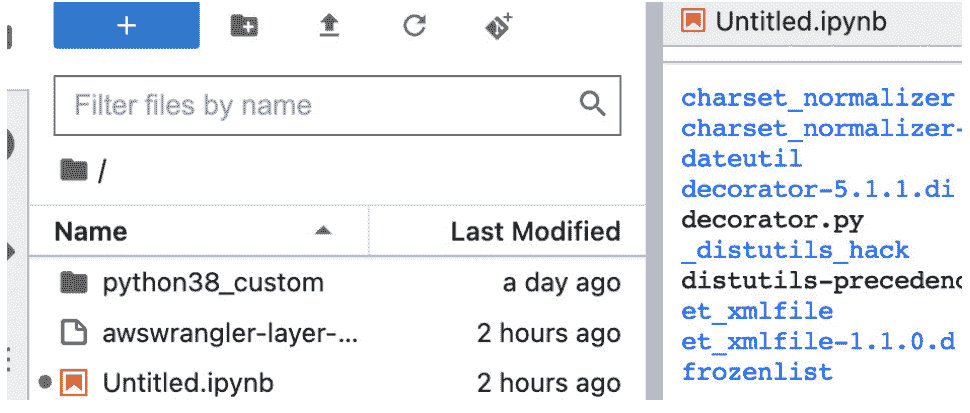 +
Filter files by name
/
Name Last Modified
python38_custom a day ago
awswrangler-layer-... 2 hours ago
Untitled.ipynb 2 hours ago
Untitled.ipynb
charset_normalizer
charset_normalizer-
dateutil
decorator-5.1.1.di
decorator.py
_distutils_hack
distutils-precedenc
et_xmlfile
et_xmlfile-1.1.0.d
frozenlist